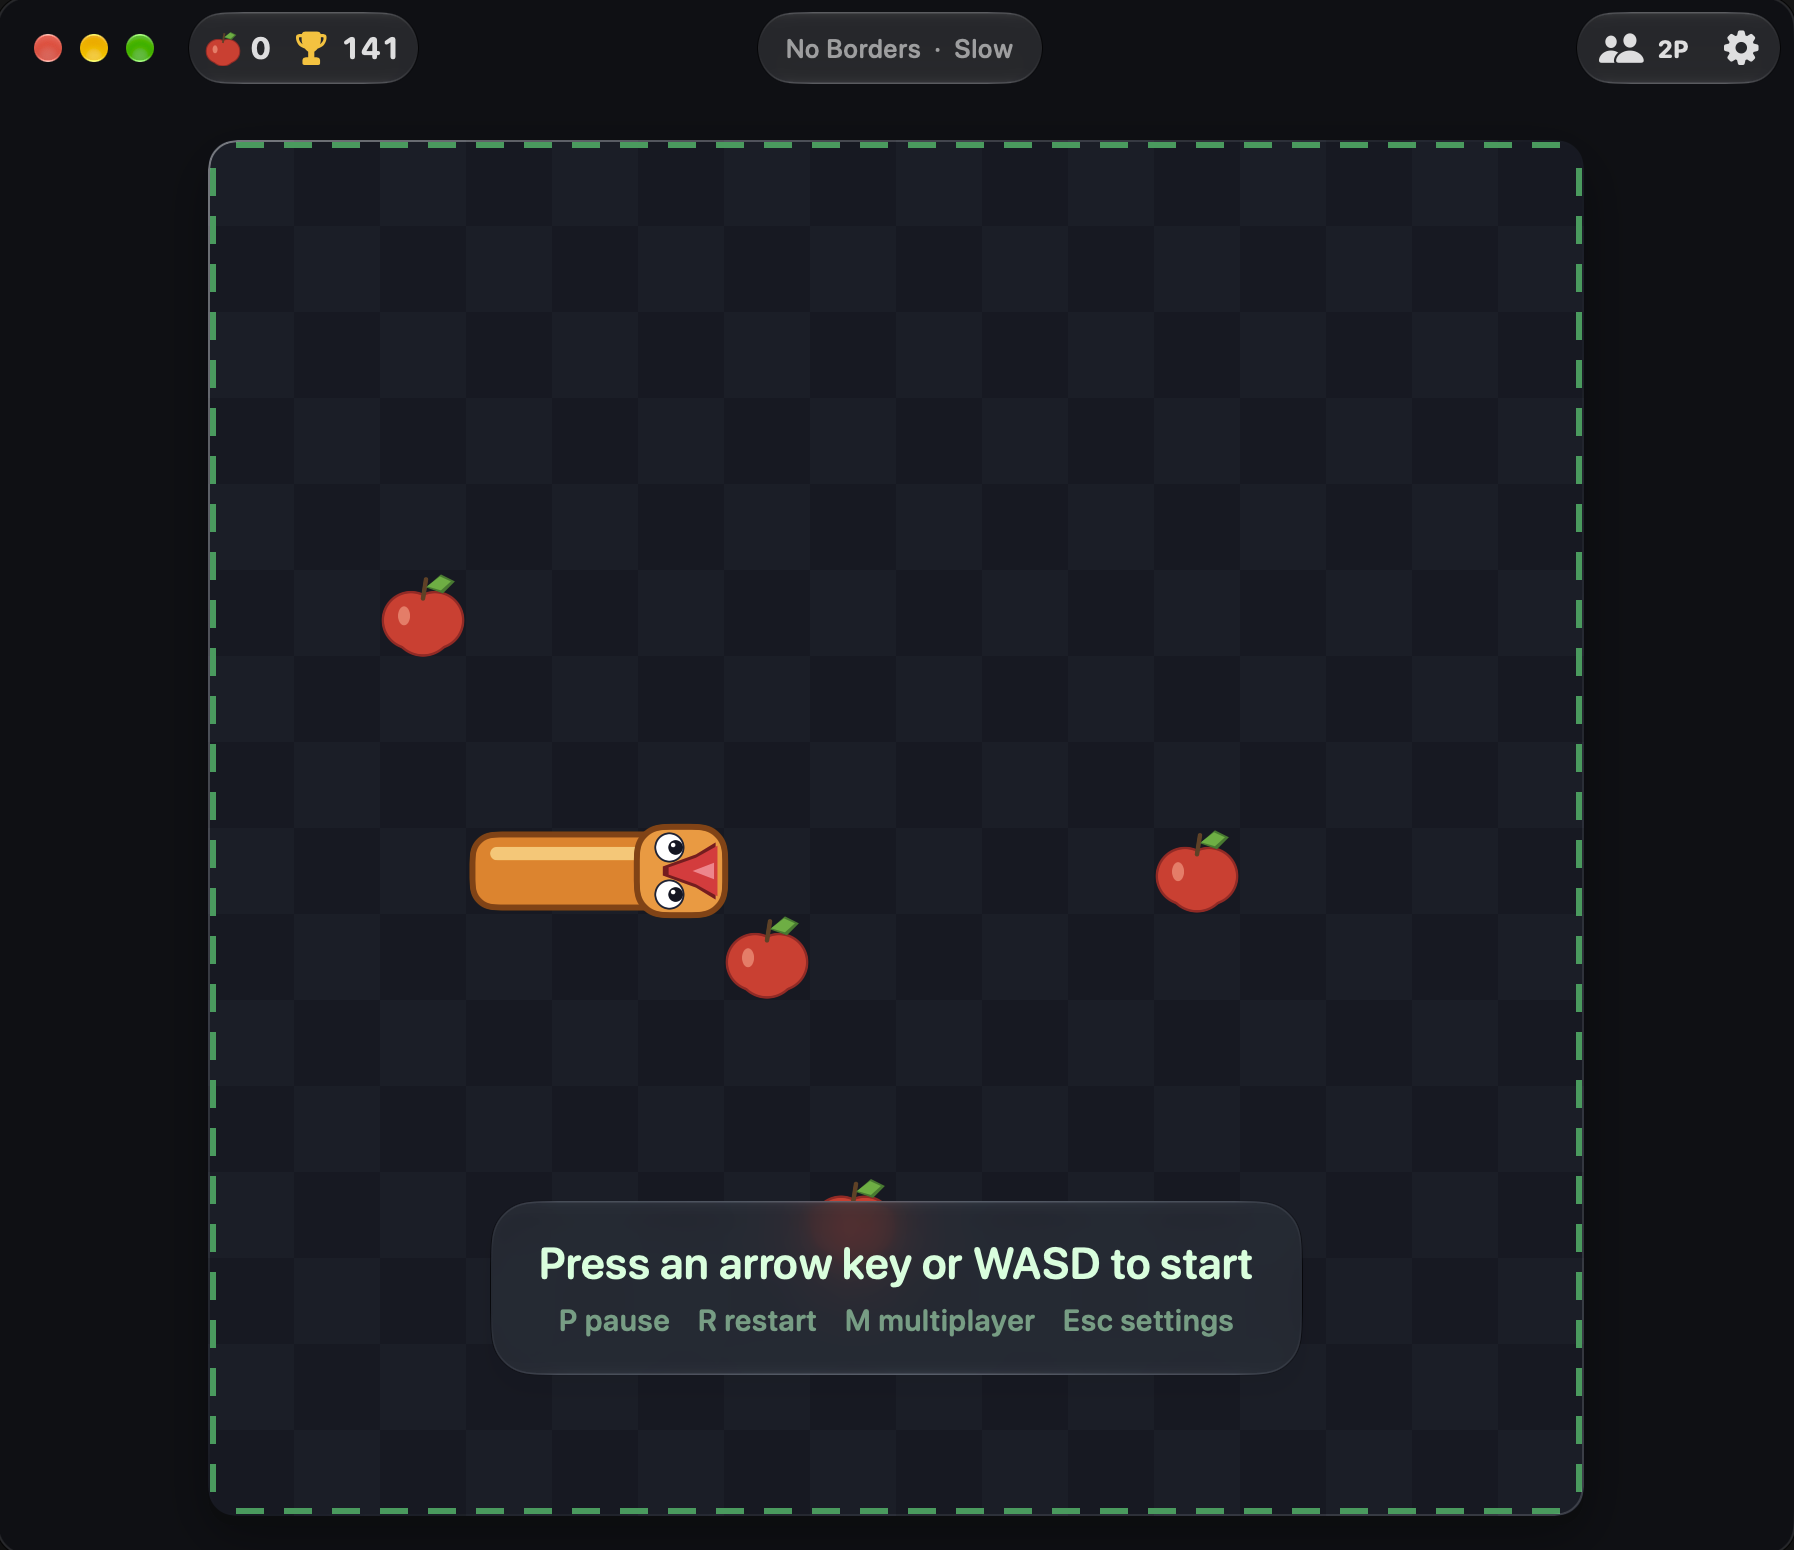 0 141
No Borders · Slow
2P
Press an arrow key or WASD to start
P pause R restart M multiplayer Esc settings